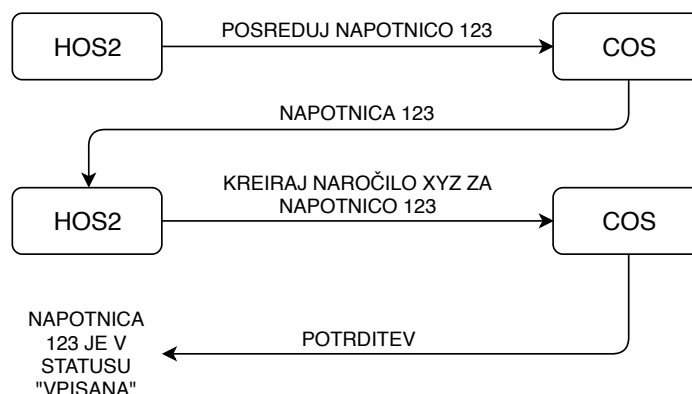 HOS2
POSREDUJ NAPOTNICO 123
COS
NAPOTNICA 123
HOS2
KREIRAJ NAROČILO XYZ ZA
NAPOTNICO 123
COS
NAPOTNICA
123 JE V
STATUSU
"VPISANA"
POTRDITEV